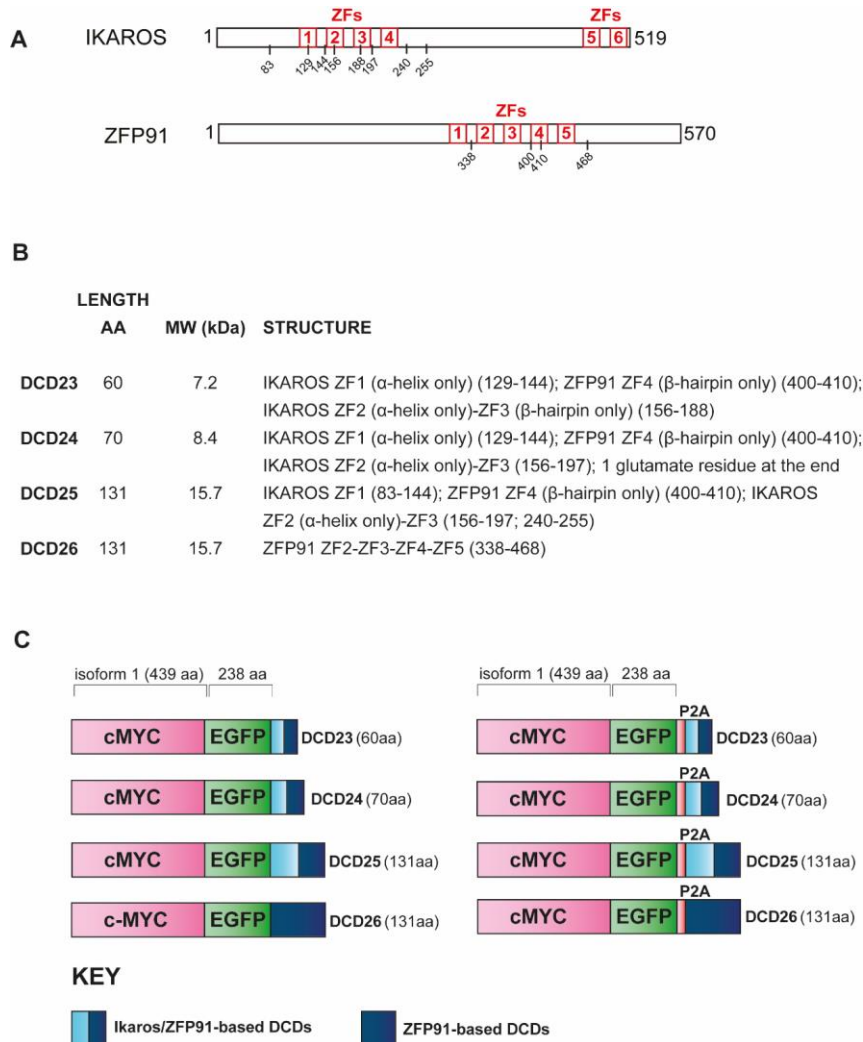 A
ZFs
ZFs
IKAROS 1 1 2 3 4 5 6 519
83 129 144 156 188 197 240 255
ZFs
ZFP91 1 1 2 3 4 5 570
338 400 410 468
B
LENGTH
AA MW (kDa) STRUCTURE
DCD23 60 7.2 IKAROS ZF1 (α-helix only) (129-144); ZFP91 ZF4 (β-hairpin only) (400-410);
IKAROS ZF2 (α-helix only)-ZF3 (β-hairpin only) (156-188)
DCD24 70 8.4 IKAROS ZF1 (α-helix only) (129-144); ZFP91 ZF4 (β-hairpin only) (400-410);
IKAROS ZF2 (α-helix only)-ZF3 (156-197); 1 glutamate residue at the end
DCD25 131 15.7 IKAROS ZF1 (83-144); ZFP91 ZF4 (β-hairpin only) (400-410); IKAROS
ZF2 (α-helix only)-ZF3 (156-197; 240-255)
DCD26 131 15.7 ZFP91 ZF2-ZF3-ZF4-ZF5 (338-468)
C
isoform 1 (439 aa) 238 aa
cMYC EGFP DCD23 (60aa)
cMYC EGFP DCD24 (70aa)
cMYC EGFP DCD25 (131aa)
c-MYC EGFP DCD26 (131aa)
isoform 1 (439 aa) 238 aa
P2A
cMYC EGFP DCD23 (60aa)
P2A
cMYC EGFP DCD24 (70aa)
P2A
cMYC EGFP DCD25 (131aa)
P2A
cMYC EGFP DCD26 (131aa)
KEY
Ikaros/ZFP91-based DCDs
ZFP91-based DCDs